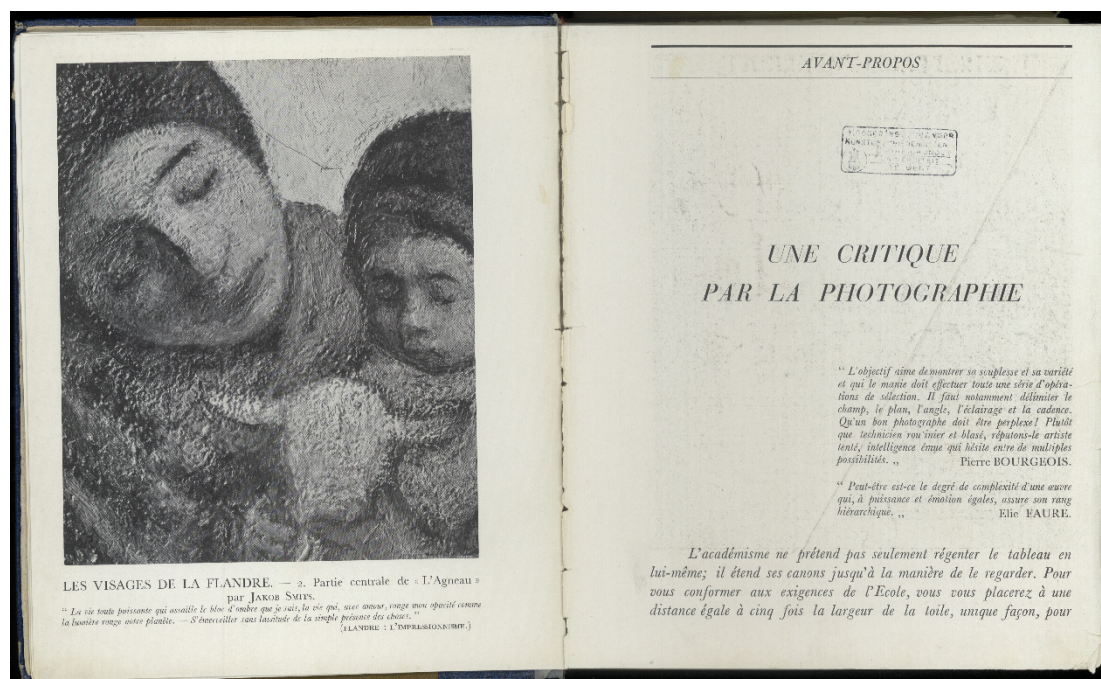 LES VISAGES DE LA FLANDRE. — 2. Partie centrale de « L'Agneau »
par JAKOB SMITS.
“ La vie toute puissante qui assaille le bloc d'ombre que je suis, la vie qui, avec amour, ronge mon opacité comme
la lumière ronge notre planète. — S'émerveiller sans lassitude de la simple présence des choses. ”
(FLANDRE : L'IMPRESSIONNISME.)
AVANT-PROPOS
UNE CRITIQUE
PAR LA PHOTOGRAPHIE
“ L'objectif aime demontrer sa souplesse et sa variété
et qui le manie doit effectuer toute une série d'opéra-
tions de sélection. Il faut notamment délimiter le
champ, le plan, l'angle, l'éclairage et la cadence.
Qu'un bon photographe doit être perplexe! Plutôt
que technicien rou inier et blasé, réputons-le artiste
tenté, intelligence émue qui hésite entre de multiples
possibilités. „ Pierre BOURGEOIS.
“ Peut-être est-ce le degré de complexité d'une œuvre
qui, à puissance et émotion égales, assure son rang
hiérarchique. „ Elie FAURE.
L'académisme ne prétend pas seulement régenter le tableau en
lui-même; il étend ses canons jusqu'à la manière de le regarder. Pour
vous conformer aux exigences de l'Ecole, vous vous placerez à une
distance égale à cinq fois la largeur de la toile, unique façon, pour